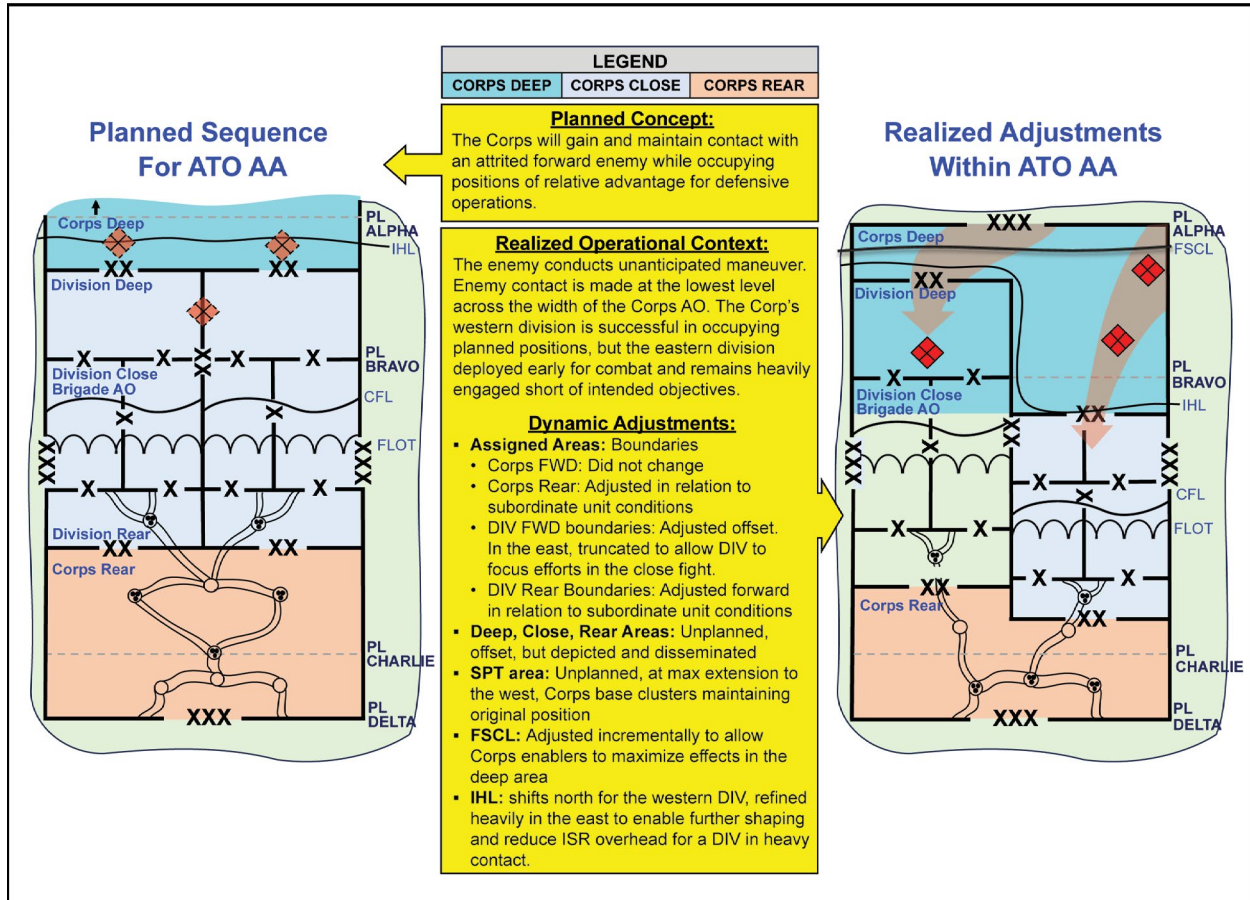 LEGEND
CORPS DEEP
CORPS CLOSE
CORPS REAR
Planned Sequence
For ATO AA
Corps Deep
PL
ALPHA
IHL
XX
XX
Division Deep
X
X
X
X
X
X
PL
BRAVO
Division Close
Brigade AO
CFL
X
X
XXX
XXX
FLOT
X
X
X
X
Division Rear
XX
XX
Corps Rear
PL
CHARLIE
XXX
PL
DELTA
Planned Concept:
The Corps will gain and maintain contact with
an attrited forward enemy while occupying
positions of relative advantage for defensive
operations.
Realized Operational Context:
The enemy conducts unanticipated maneuver.
Enemy contact is made at the lowest level
across the width of the Corps AO. The Corp's
western division is successful in occupying
planned positions, but the eastern division
deployed early for combat and remains heavily
engaged short of intended objectives.
Dynamic Adjustments:
▪ Assigned Areas: Boundaries
• Corps FWD: Did not change
• Corps Rear: Adjusted in relation to
subordinate unit conditions
• DIV FWD boundaries: Adjusted offset.
In the east, truncated to allow DIV to
focus efforts in the close fight.
• DIV Rear Boundaries: Adjusted forward
in relation to subordinate unit conditions
▪ Deep, Close, Rear Areas: Unplanned,
offset, but depicted and disseminated
▪ SPT area: Unplanned, at max extension to
the west, Corps base clusters maintaining
original position
▪ FSCL: Adjusted incrementally to allow
Corps enablers to maximize effects in the
deep area
▪ IHL: shifts north for the western DIV, refined
heavily in the east to enable further shaping
and reduce ISR overhead for a DIV in heavy
contact.
Realized Adjustments
Within ATO AA
XXX
PL
ALPHA
Corps Deep
FSCL
XX
Division Deep
X
X
PL
BRAVO
Division Close
Brigade AO
IHL
XX
X
XX
XXX
XXX
X
X
X
CFL
FLOT
X
X
X
X
XX
Corps Rear
XX
PL
CHARLIE
XXX
PL
DELTA